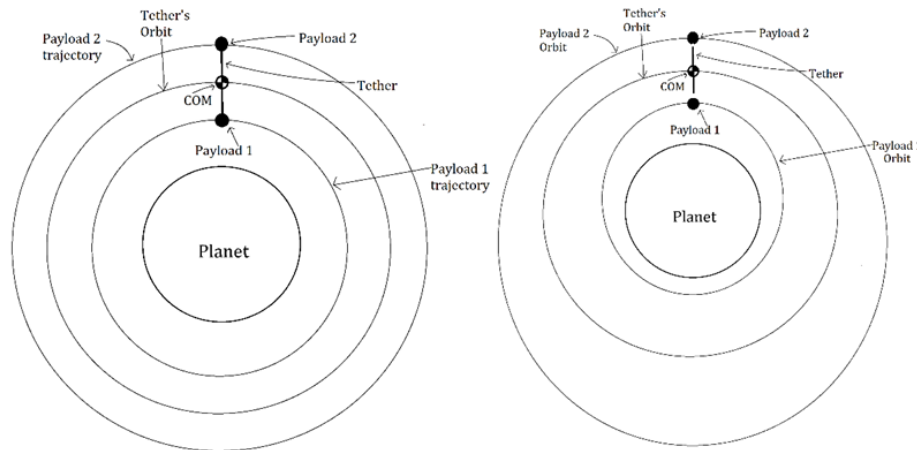 Payload 2
trajectory
Tether's
Orbit
Payload 2
Tether
COM
Payload 1
Payload 1
trajectory
Planet
Payload 2
Orbit
Tether's
Orbit
Payload 2
Tether
COM
Payload 1
Payload 1
Orbit
Planet